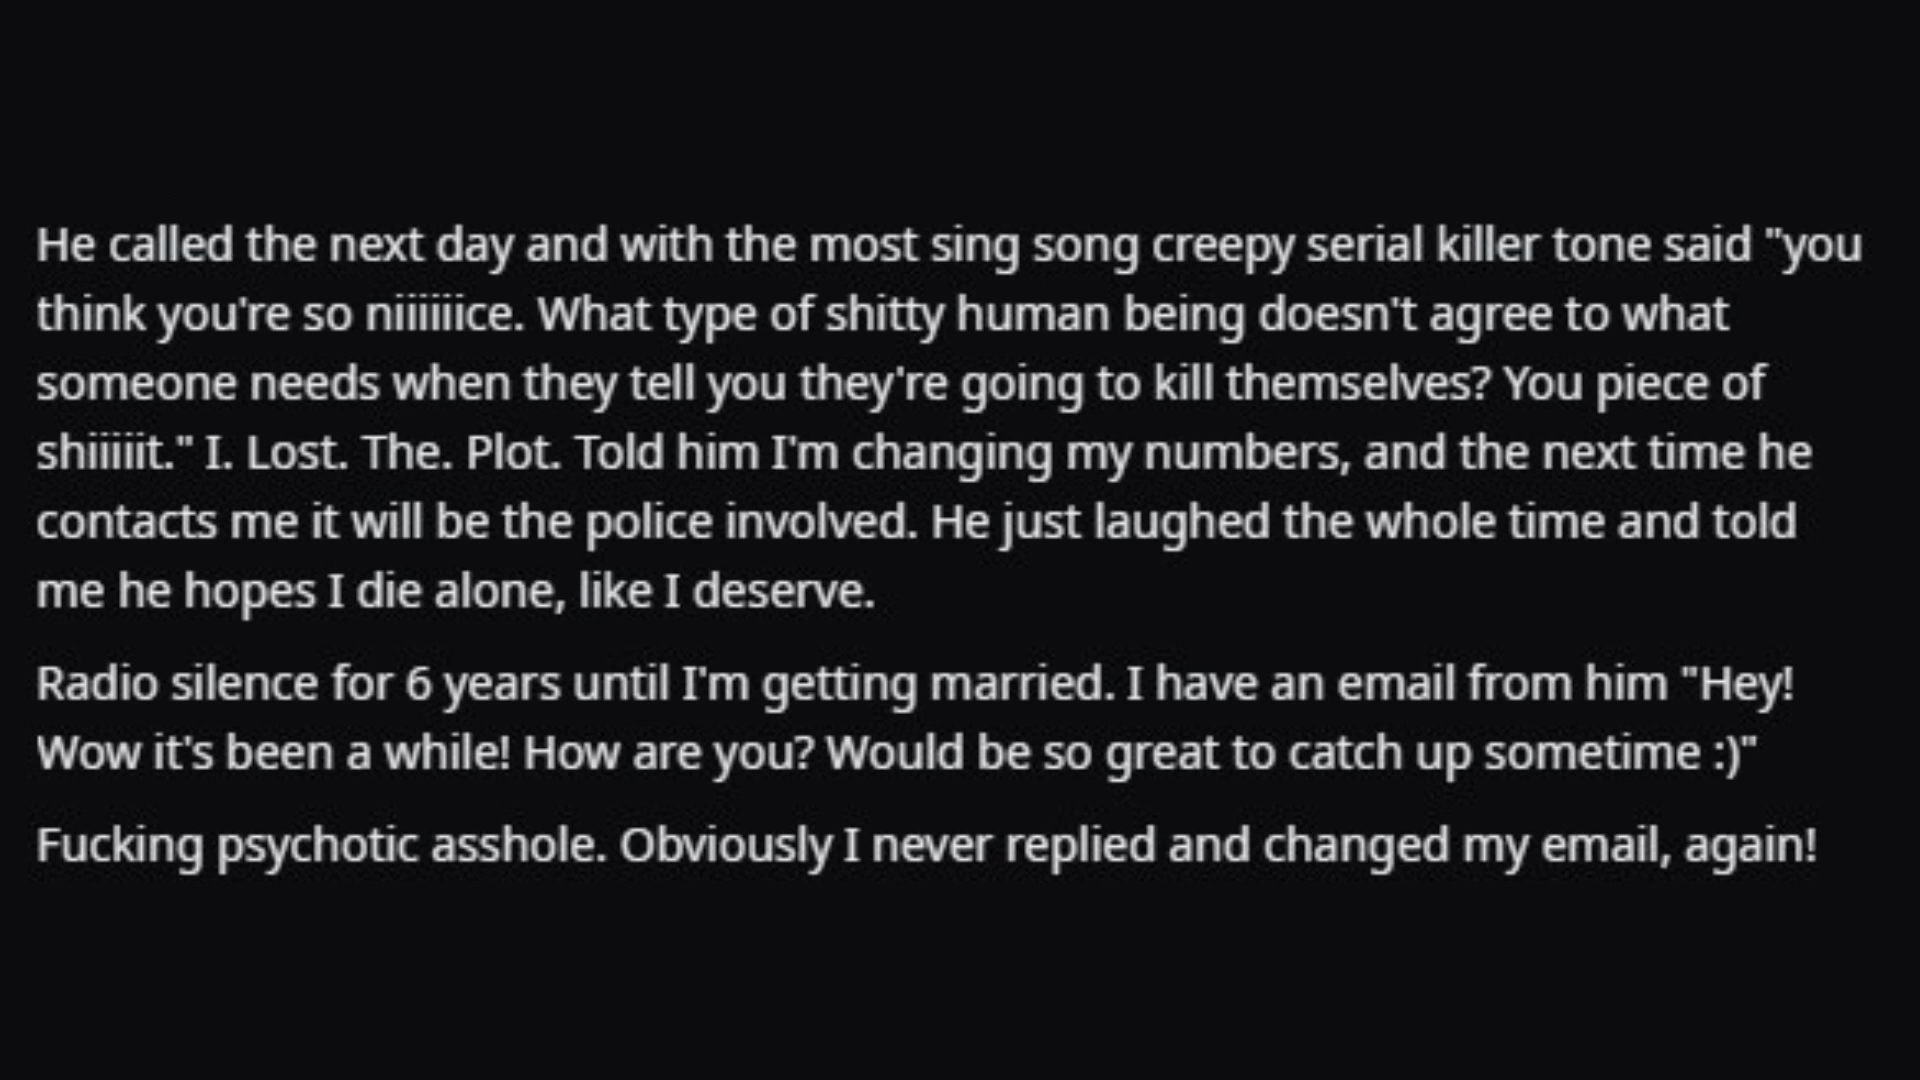 He called the next day and with the most sing song creepy serial killer tone said "you
think you're so niiiiiice. What type of shitty human being doesn't agree to what
someone needs when they tell you they're going to kill themselves? You piece of
shiiiiit." I. Lost. The. Plot. Told him I'm changing my numbers, and the next time he
contacts me it will be the police involved. He just laughed the whole time and told
me he hopes I die alone, like I deserve.
Radio silence for 6 years until I'm getting married. I have an email from him "Hey!
Wow it's been a while! How are you? Would be so great to catch up sometime :)"
Fucking psychotic asshole. Obviously I never replied and changed my email, again!